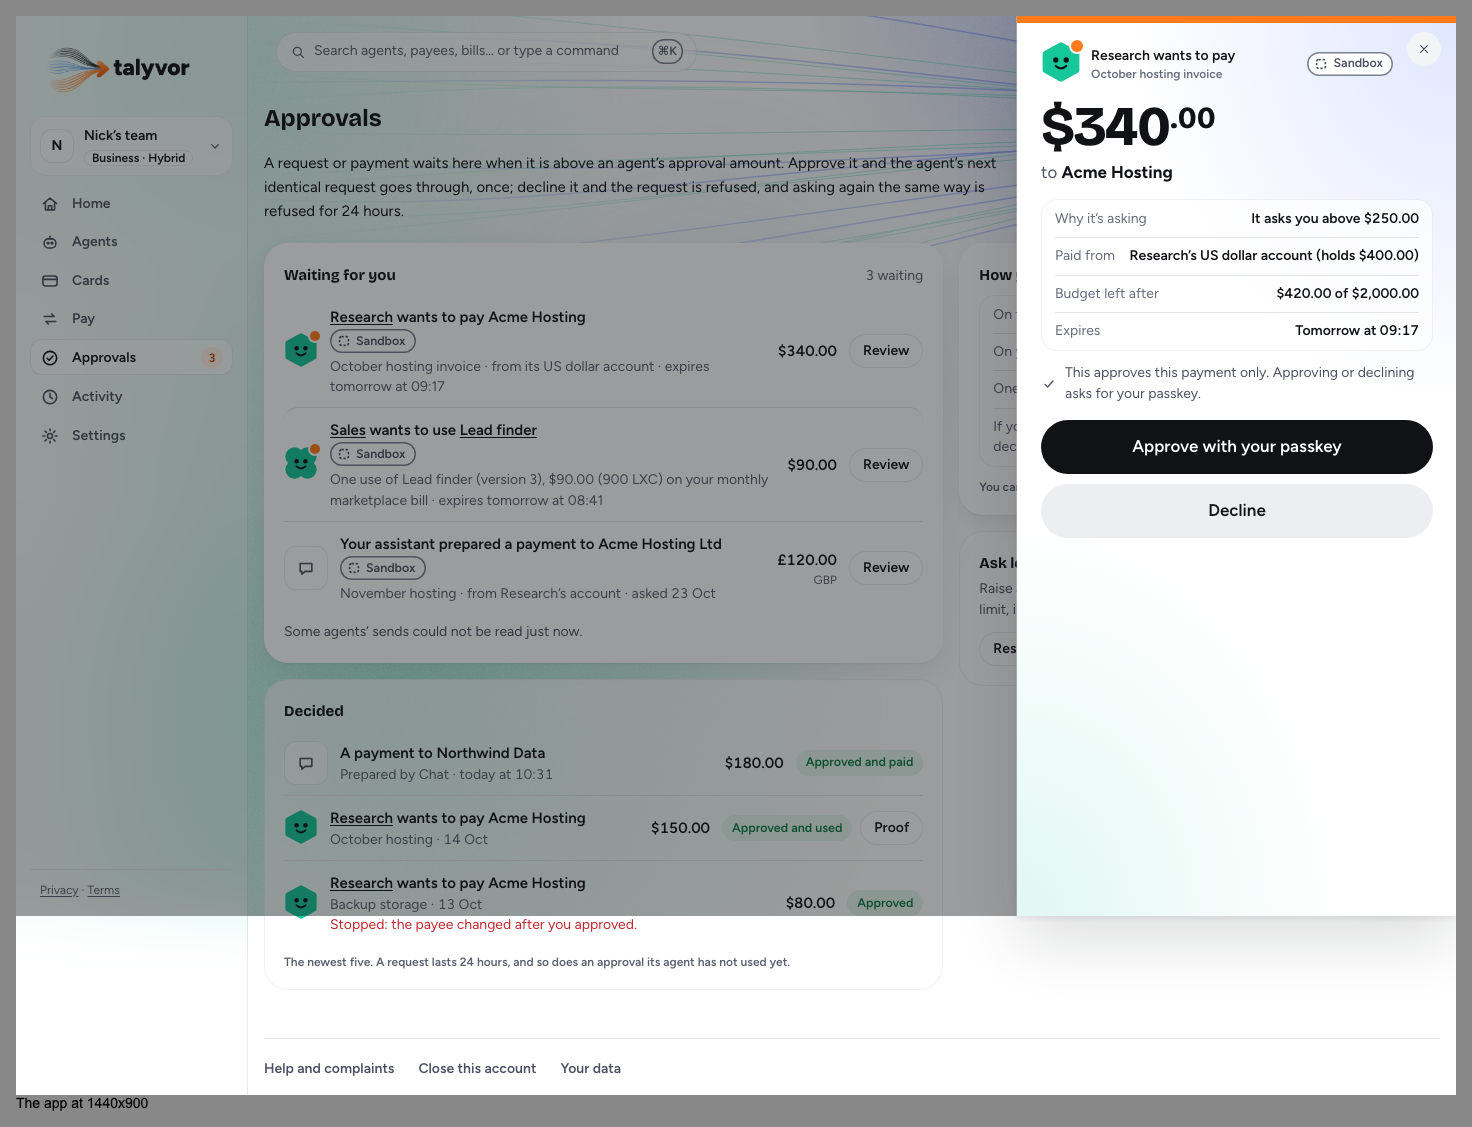 talyvor
N
Nick's team
Business · Hybrid
Home
Agents
Cards
Pay
Approvals
3
Activity
Settings
Privacy · Terms
Search agents, payees, bills... or type a command
⌘K
Approvals
A request or payment waits here when it is above an agent's approval amount. Approve it and the agent's next
identical request goes through, once; decline it and the request is refused, and asking again the same way is
refused for 24 hours.
Waiting for you
3 waiting
Research wants to pay Acme Hosting
Sandbox
October hosting invoice · from its US dollar account · expires
tomorrow at 09:17
$340.00
Review
Sales wants to use Lead finder
Sandbox
One use of Lead finder (version 3), $90.00 (900 LXC) on your monthly
marketplace bill · expires tomorrow at 08:41
$90.00
Review
Your assistant prepared a payment to Acme Hosting Ltd
Sandbox
November hosting · from Research's account · asked 23 Oct
£120.00
GBP
Review
Some agents' sends could not be read just now.
Decided
A payment to Northwind Data
Prepared by Chat · today at 10:31
$180.00
Approved and paid
Research wants to pay Acme Hosting
October hosting · 14 Oct
$150.00
Approved and used
Proof
Research wants to pay Acme Hosting
Backup storage · 13 Oct
Stopped: the payee changed after you approved.
$80.00
Approved
The newest five. A request lasts 24 hours, and so does an approval its agent has not used yet.
How
On
On
One
If yo
dec
You ca
Ask l
Raise
limit, i
Res
Research wants to pay
October hosting invoice
Sandbox
$340.00
to Acme Hosting
Why it's asking
It asks you above $250.00
Paid from
Research's US dollar account (holds $400.00)
Budget left after
$420.00 of $2,000.00
Expires
Tomorrow at 09:17
This approves this payment only. Approving or declining
asks for your passkey.
Approve with your passkey
Decline
Help and complaints
Close this account
Your data
The app at 1440x900